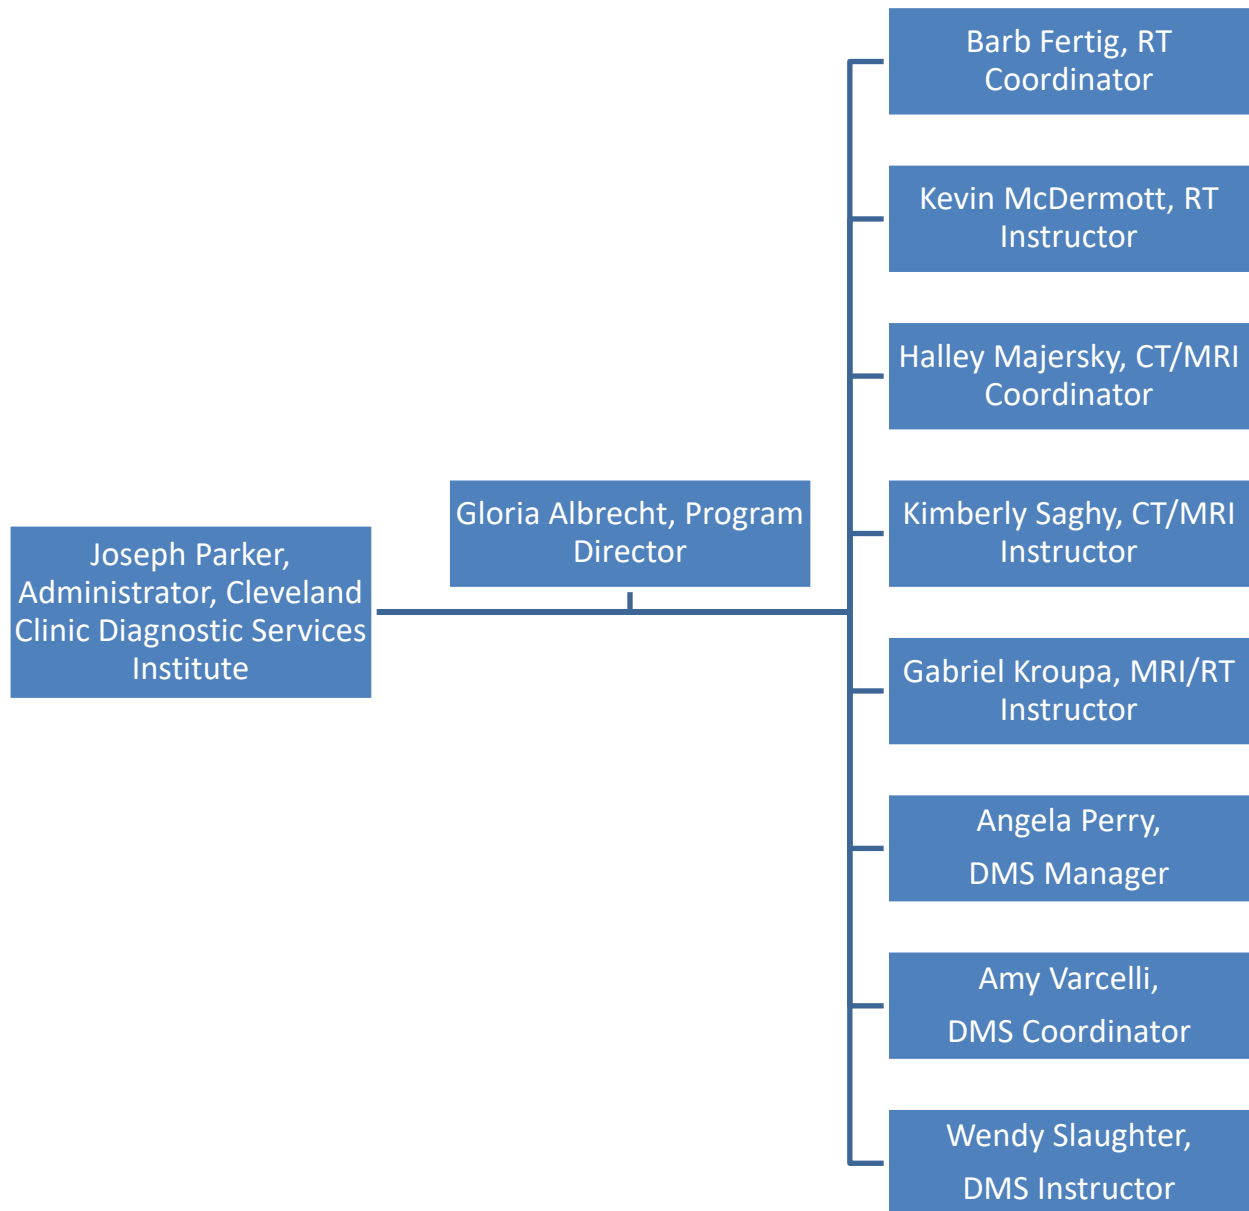 Joseph Parker,
Administrator, Cleveland
Clinic Diagnostic Services
Institute
Gloria Albrecht, Program
Director
Barb Fertig, RT
Coordinator
Kevin McDermott, RT
Instructor
Halley Majersky, CT/MRI
Coordinator
Kimberly Saghy, CT/MRI
Instructor
Gabriel Kroupa, MRI/RT
Instructor
Angela Perry,
DMS Manager
Amy Varcelli,
DMS Coordinator
Wendy Slaughter,
DMS Instructor